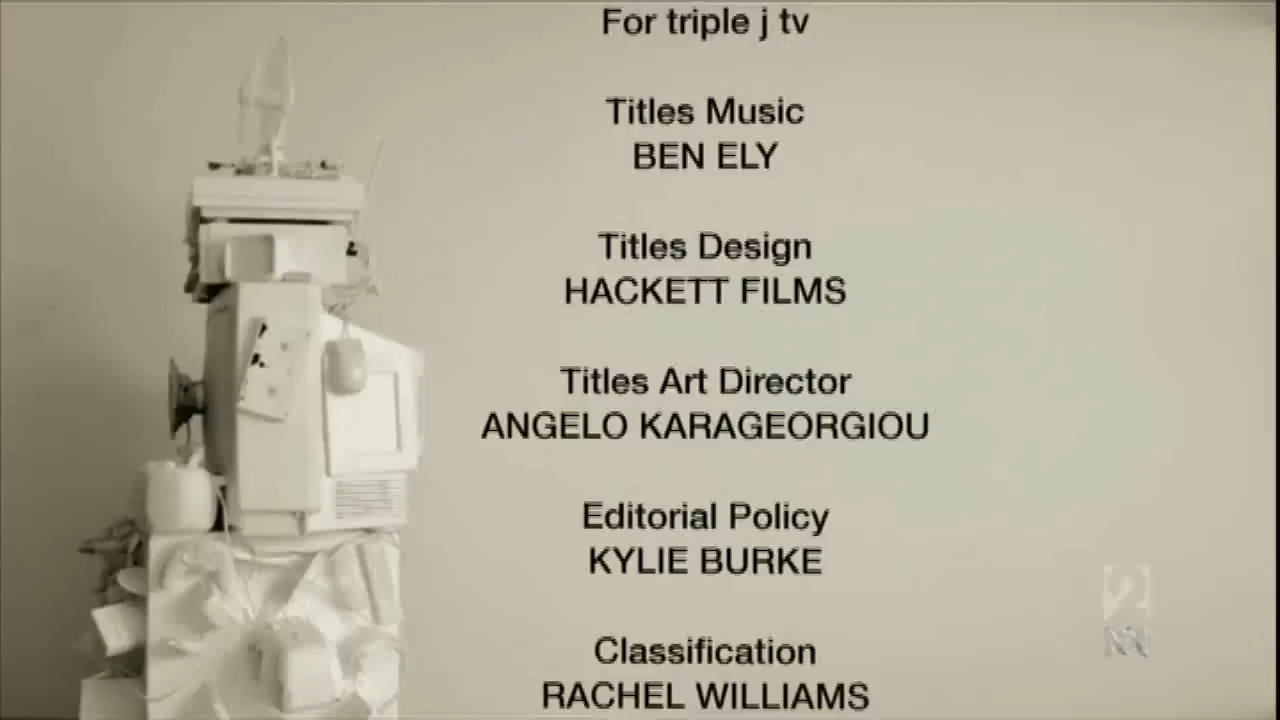 For triple j tv
Titles Music
BEN ELY
Titles Design
HACKETT FILMS
Titles Art Director
ANGELO KARAGEORGIOU
Editorial Policy
KYLIE BURKE
Classification
RACHEL WILLIAMS
2